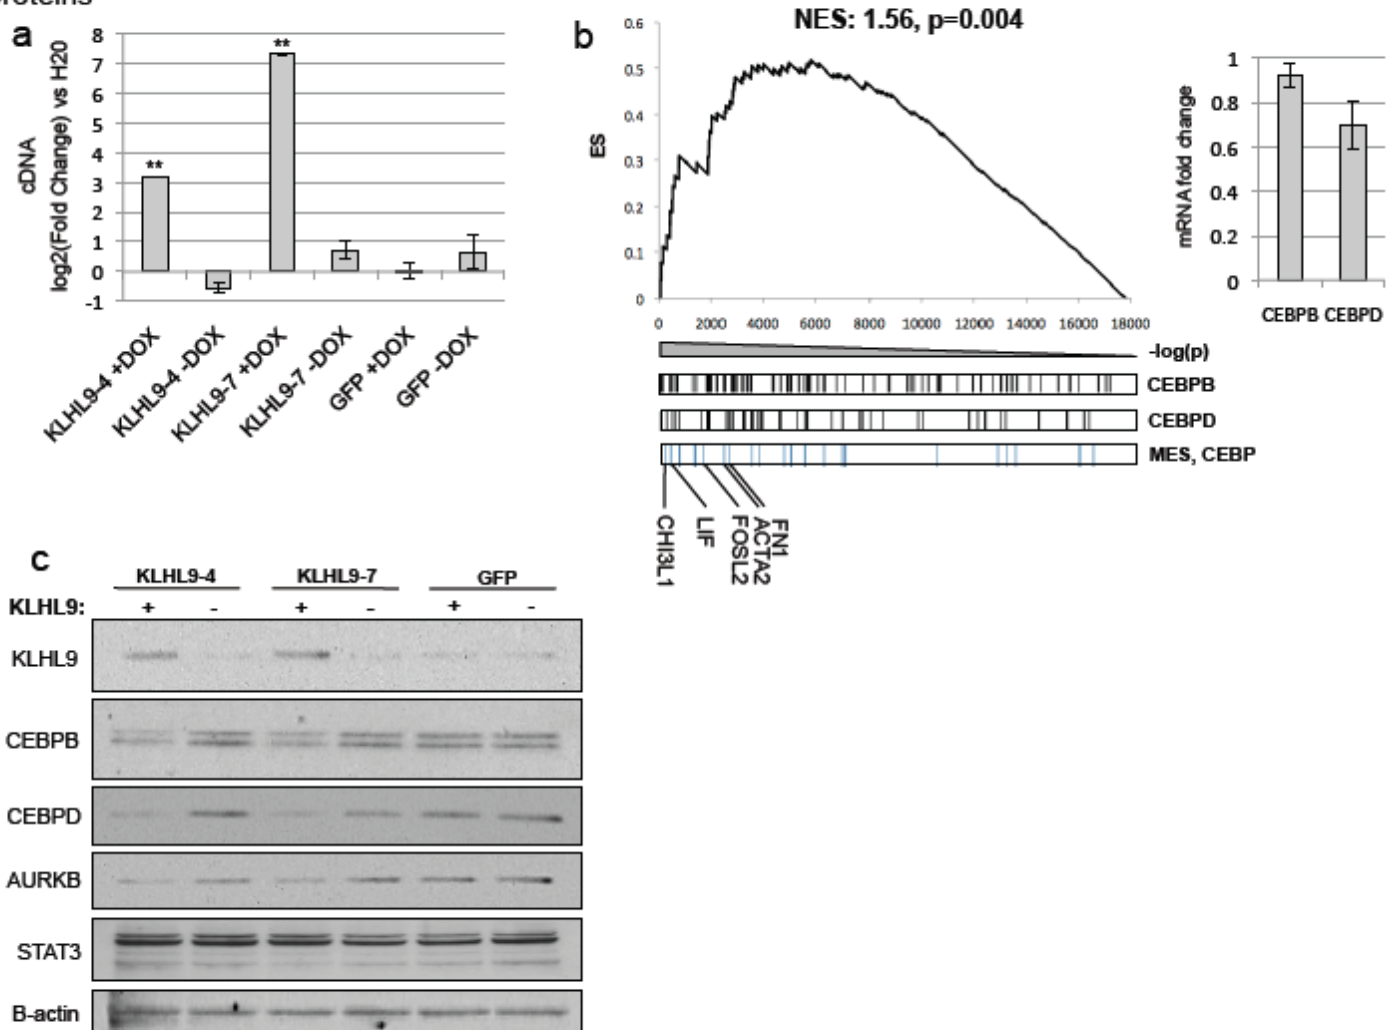 a
cDNA
log2(Fold Change) vs H20
8
7
6
5
4
3
2
1
0
-1
**
**
KLHL9-4 +DOX
KLHL9-4 -DOX
KLHL9-7 +DOX
KLHL9-7 -DOX
GFP +DOX
GFP -DOX
b
NES: 1.56, p=0.004
ES
0.6
0.5
0.4
0.3
0.2
0.1
0
0 2000 4000 6000 8000 10000 12000 14000 16000 18000
-log(p)
CEBPB
CEBPD
MES, CEBP
CHI3L1
LIF
FOSL2
ACTA2
FN1
mRNA fold change
1
0.8
0.6
0.4
0.2
0
CEBPB CEBPD
c
KLHL9-4 KLHL9-7 GFP
KLHL9: + - + - + -
KLHL9
CEBPB
CEBPD
AURKB
STAT3
B-actin